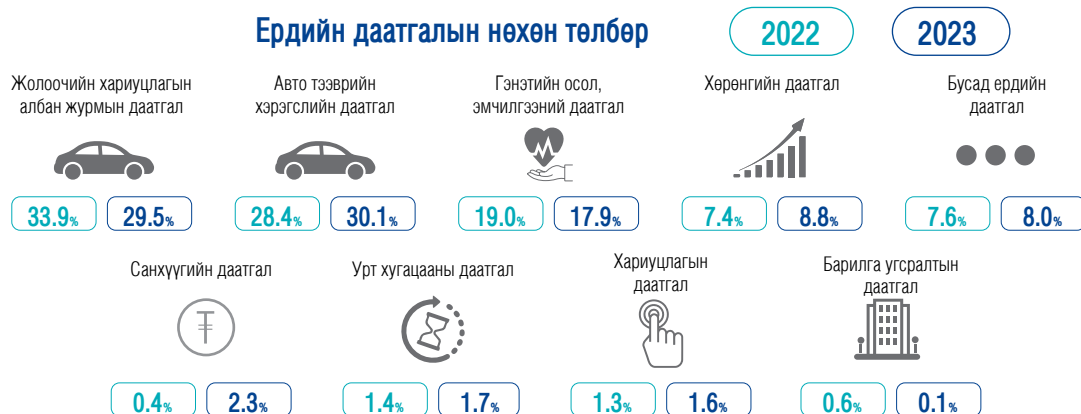 Ердийн даатгалын нөхөн төлбөр 2022 2023
Жолоочийн хариуцлагын
албан журмын даатгал
Авто тээврийн
хэрэгслийн даатгал
Гэнэтийн осол,
эмчилгээний даатгал
Хөрөнгийн даатгал
Бусад ердийн
даатгал
33.9% 29.5%
28.4% 30.1%
19.0% 17.9%
7.4% 8.8%
7.6% 8.0%
Санхүүгийн даатгал
Урт хугацааны даатгал
Хариуцлагын
даатгал
Барилга угсралтын
даатгал
₮
0.4% 2.3%
1.4% 1.7%
1.3% 1.6%
0.6% 0.1%